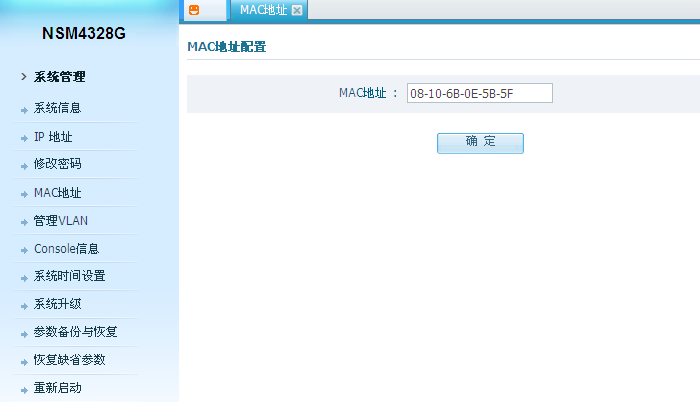 NSM4328G
系统管理
系统信息
IP 地址
修改密码
MAC地址
管理VLAN
Console信息
系统时间设置
系统升级
参数备份与恢复
恢复缺省参数
重新启动
MAC地址
MAC地址配置
MAC地址 : 08-10-6B-0E-5B-5F
确 定